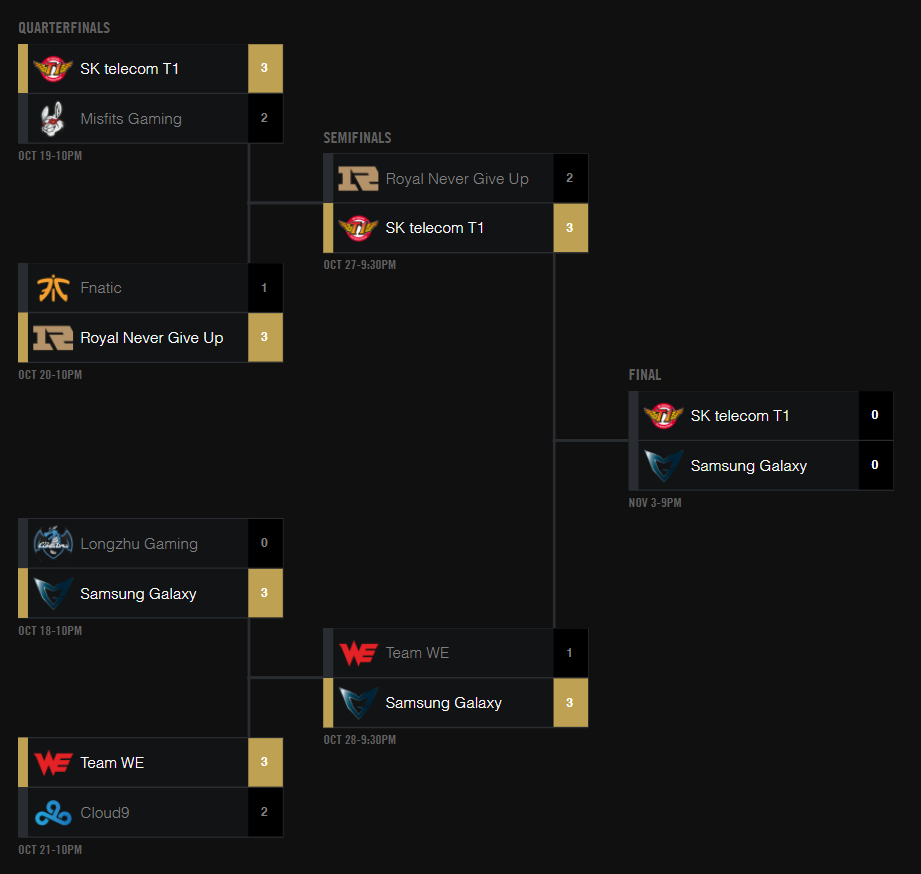 QUARTERFINALS
SK telecom T1 3
Misfits Gaming 2
OCT 19-10PM
Fnatic 1
Royal Never Give Up 3
OCT 20-10PM
Longzhu Gaming 0
Samsung Galaxy 3
OCT 18-10PM
WE Team WE 3
Cloud9 2
OCT 21-10PM
SEMIFINALS
Royal Never Give Up 2
SK telecom T1 3
OCT 27-9:30PM
WE Team WE 1
Samsung Galaxy 3
OCT 28-9:30PM
FINAL
SK telecom T1 0
Samsung Galaxy 0
NOV 3-9PM